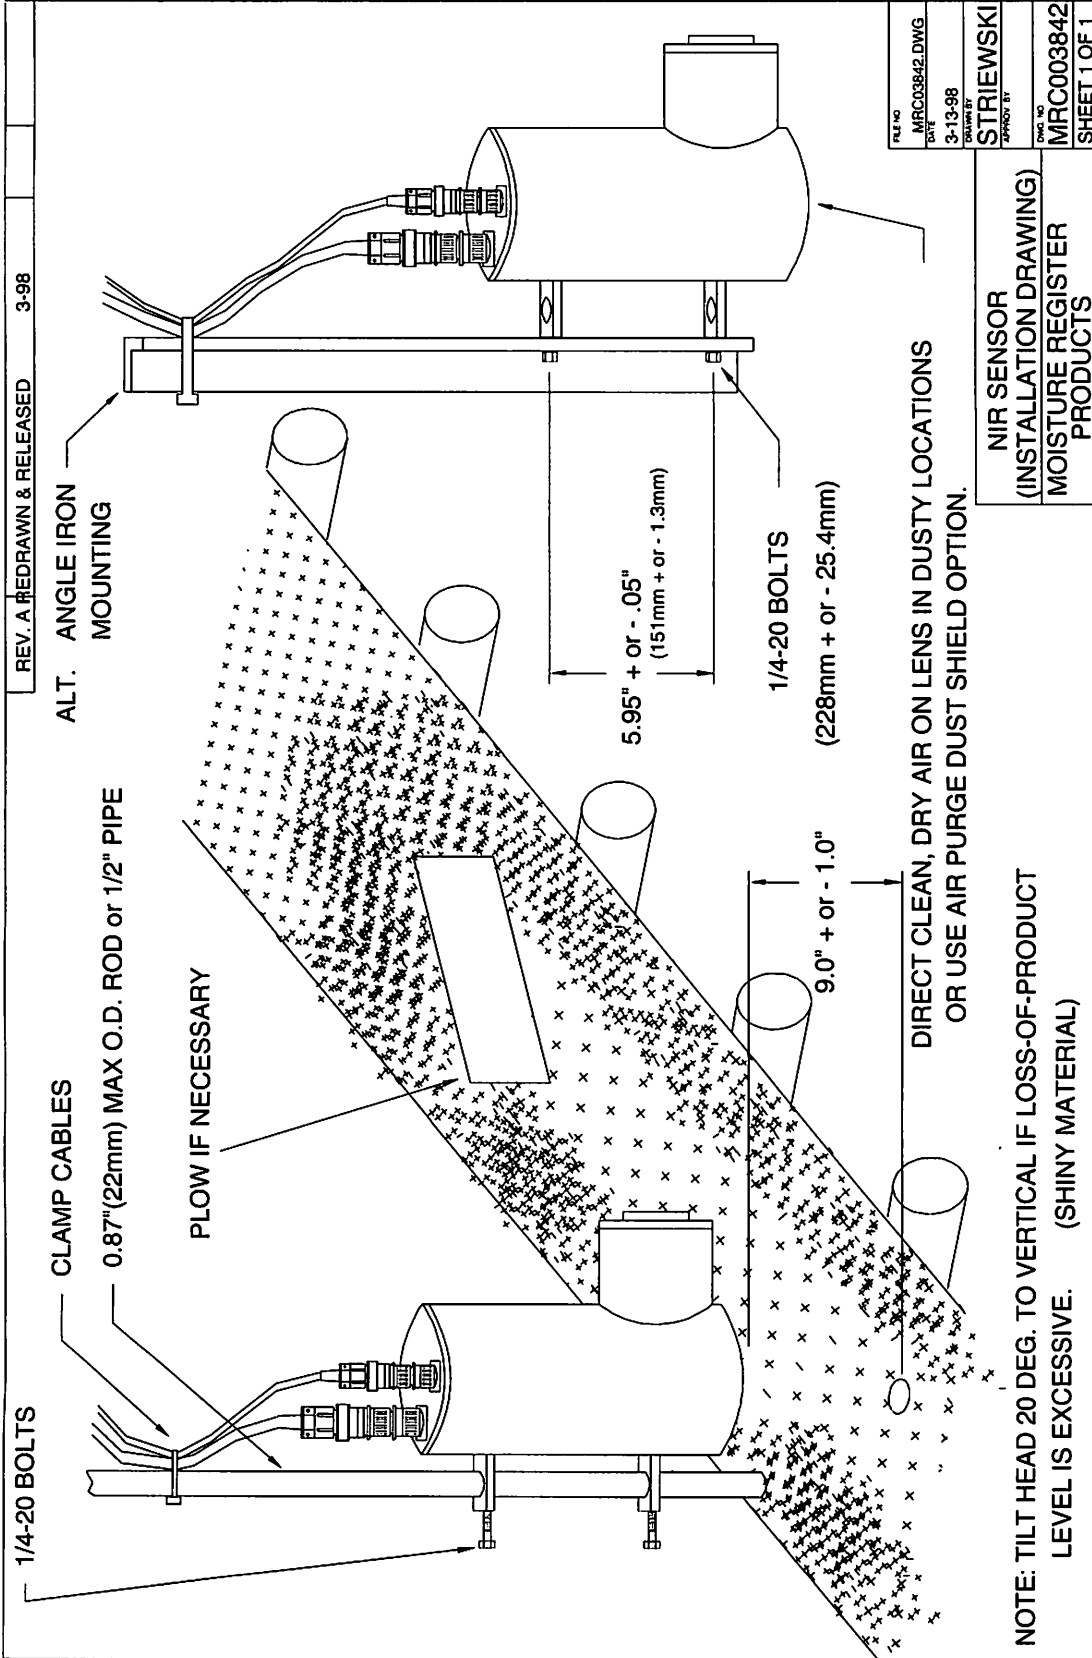 REV. A REDRAWN & RELEASED 3-98
1/4-20 BOLTS
CLAMP CABLES
0.87"(22mm) MAX O.D. ROD or 1/2" PIPE
PLOW IF NECESSARY
ALT. ANGLE IRON
MOUNTING
5.95" + or - .05"
(151mm + or - 1.3mm)
1/4-20 BOLTS
9.0" + or - 1.0"
(228mm + or - 25.4mm)
DIRECT CLEAN, DRY AIR ON LENS IN DUSTY LOCATIONS
OR USE AIR PURGE DUST SHIELD OPTION.
NOTE: TILT HEAD 20 DEG. TO VERTICAL IF LOSS-OF-PRODUCT
LEVEL IS EXCESSIVE. (SHINY MATERIAL)
NIR SENSOR
(INSTALLATION DRAWING)
MOISTURE REGISTER
PRODUCTS
FILE NO
MRC03842.DWG
DATE
3-13-98
DRAWN BY
STRIEWSKI
APPROV BY
DWG. NO
MRC003842
SHEET 1 OF 1